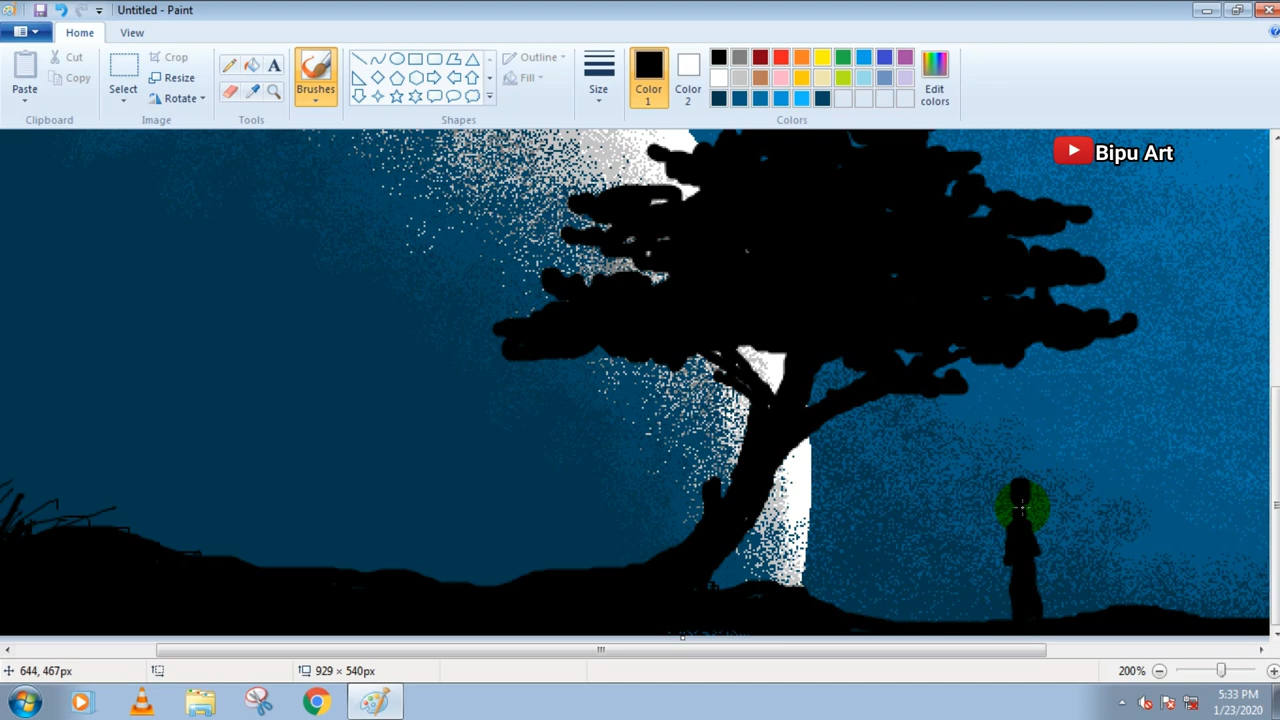 Untitled - Paint
Home View
Paste
Cut
Copy
Clipboard
Select
Crop
Resize
Rotate
Image
A
Tools
Brushes
Outline
Fill
Shapes
Size
Color 1
Color 2
Edit colors
Colors
Bipu Art
644, 467px
929 × 540px
200%
5:33 PM
1/23/2020